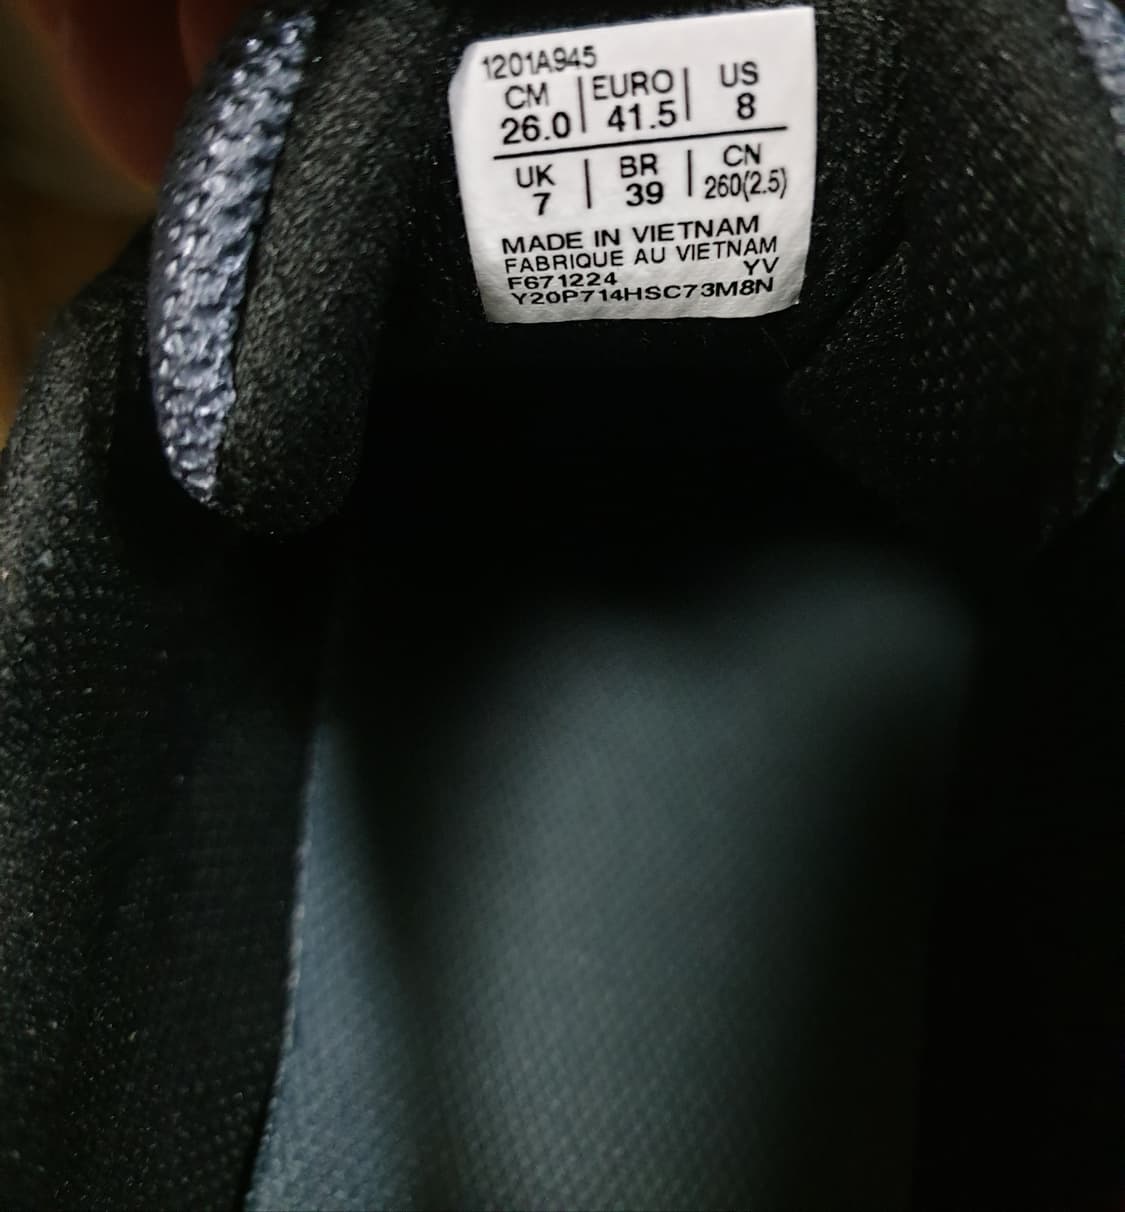 1201A945
CM | EURO | US
26.0 | 41.5 | 8
UK | BR | CN
7 | 39 | 260(2.5)
MADE IN VIETNAM
FABRIQUE AU VIETNAM
F671224 YV
Y20P714HSC73M8N